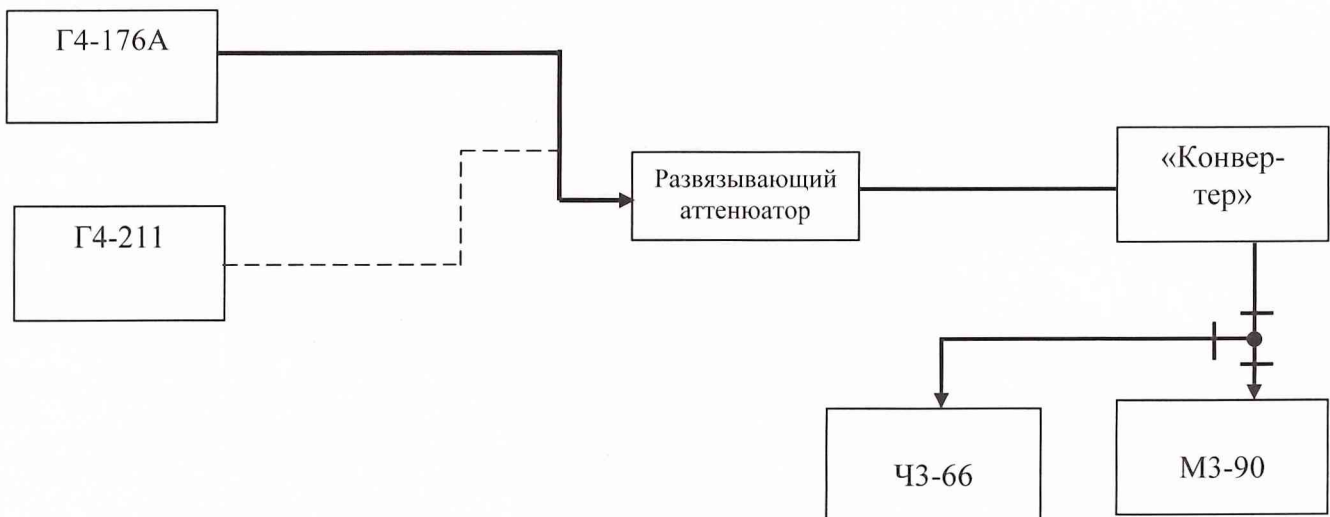 Г4-176А
Г4-211
Развязывающий
аттенюатор
«Конвер-
тер»
Ч3-66
М3-90